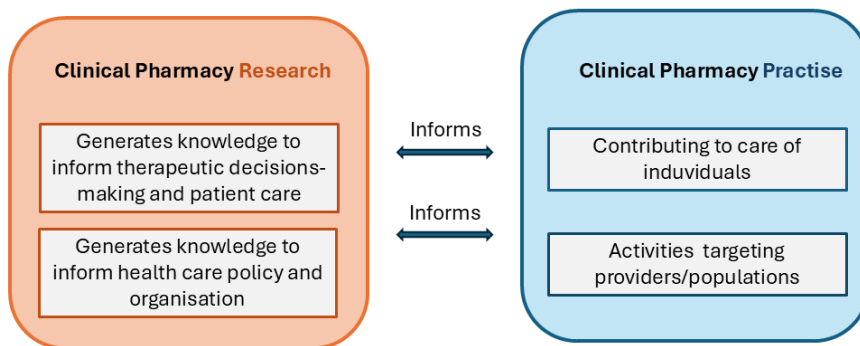 Clinical Pharmacy Research
Generates knowledge to
inform therapeutic decisions-
making and patient care
Generates knowledge to
inform health care policy and
organisation
Informs
Informs
Clinical Pharmacy Practise
Contributing to care of
induviduals
Activities targeting
providers/populations